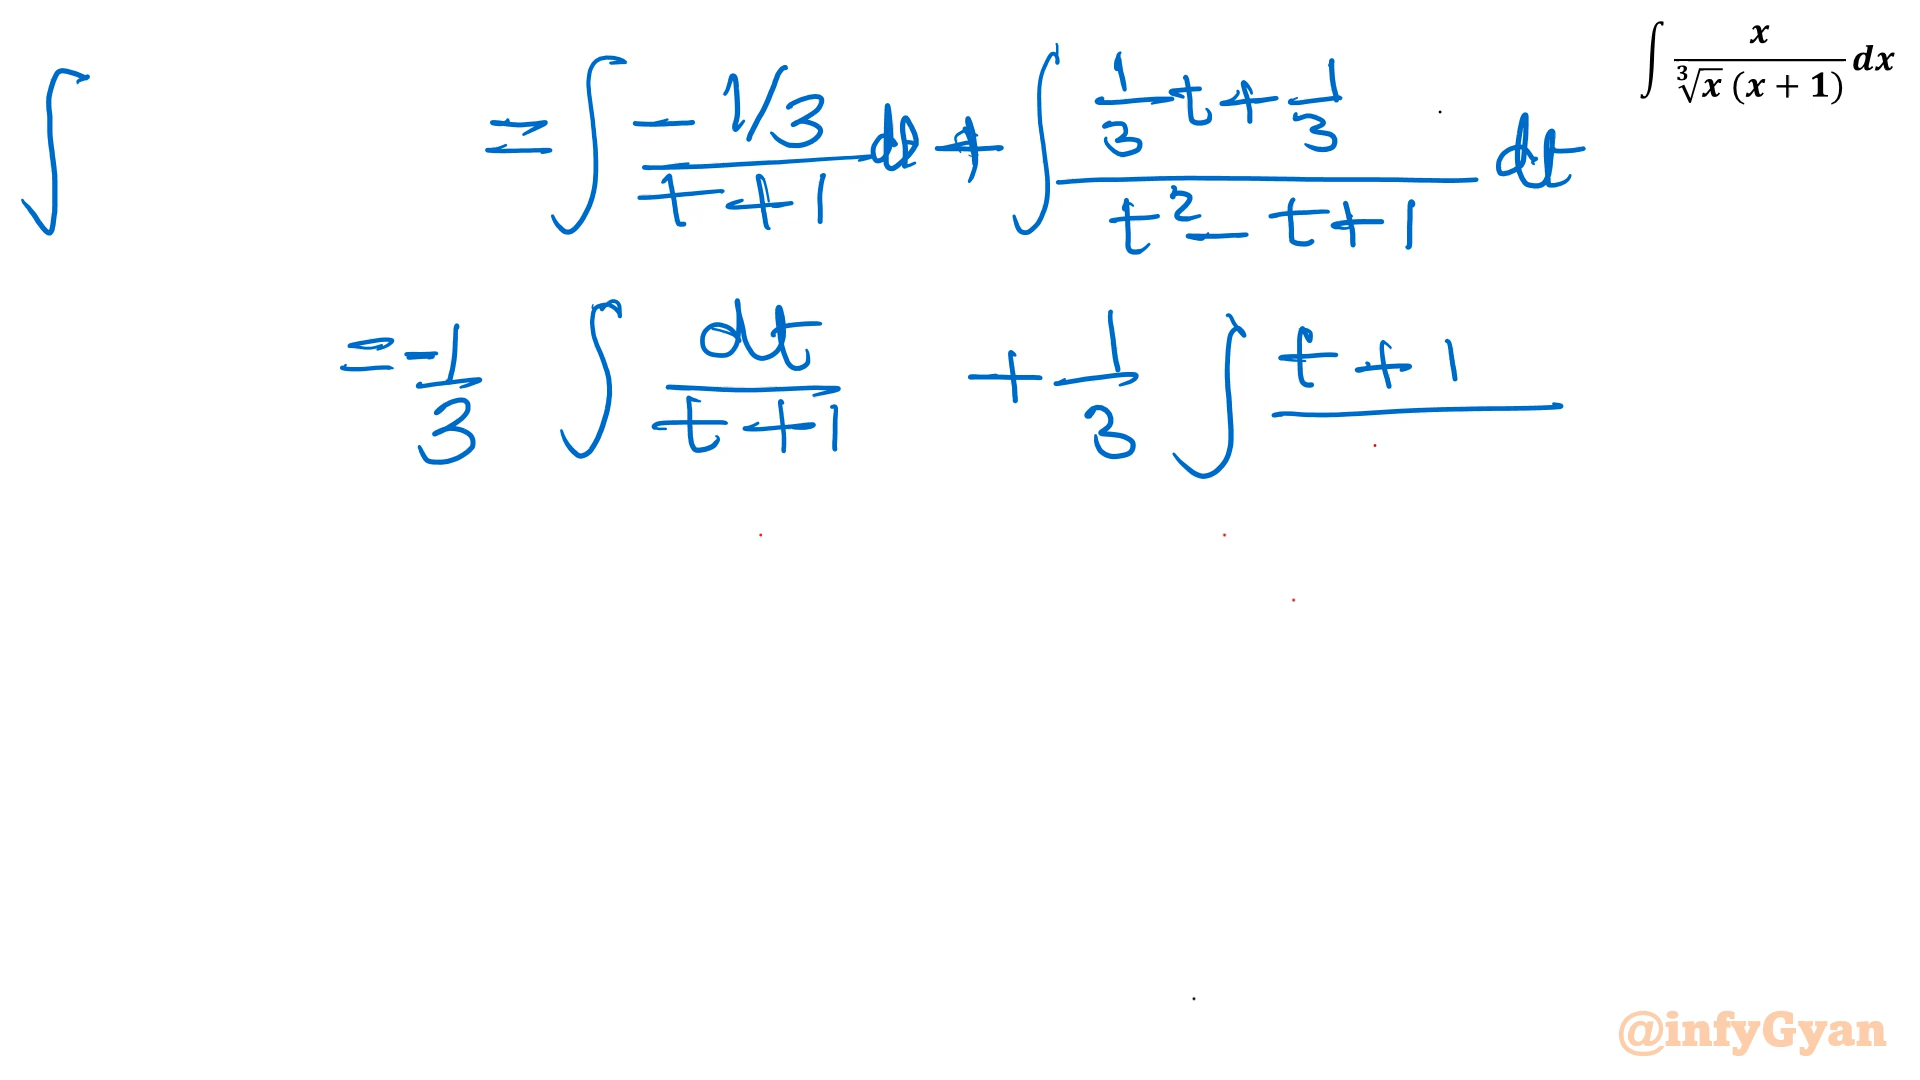 ∫ x / ∛x (x + 1) dx
∫ = ∫ -1/3 / t+1 dt + ∫ 1/3 t + 1/3 / t² - t + 1 dt
= -1/3 ∫ dt / t+1 + 1/3 ∫ t + 1
@infyGyan